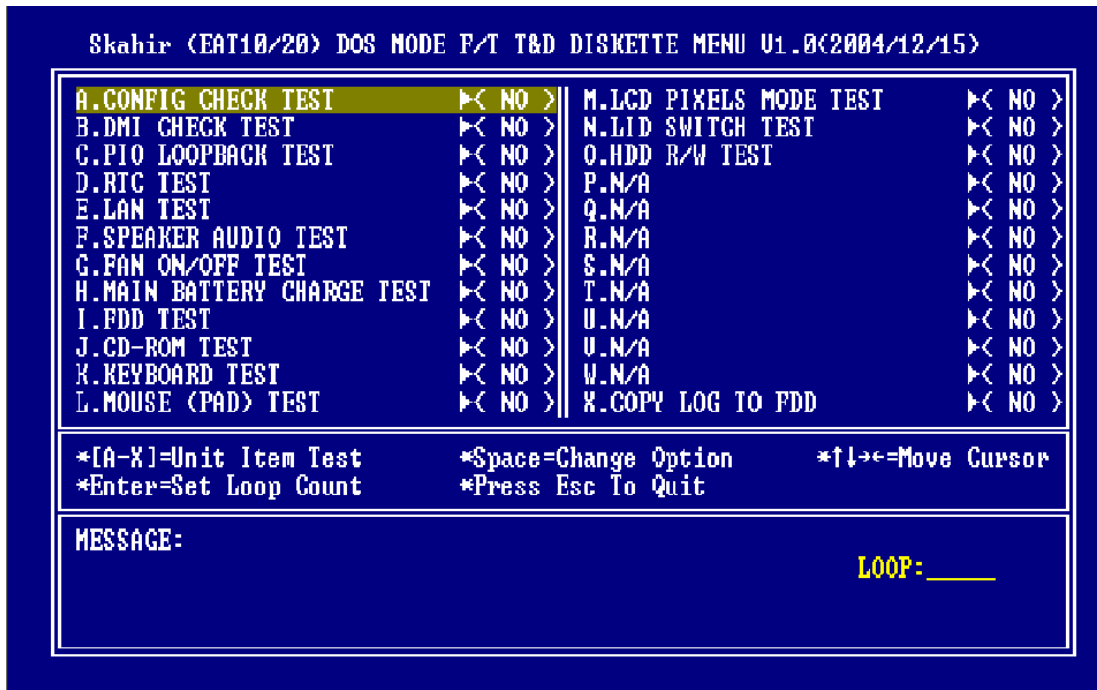 Skahir (EAT10/20) DOS MODE F/T T&D DISKETTE MENU V1.0(2004/12/15)
A.CONFIG CHECK TEST ►< NO >
B.DMI CHECK TEST ►< NO >
C.PIO LOOPBACK TEST ►< NO >
D.RTC TEST ►< NO >
E.LAN TEST ►< NO >
F.SPEAKER AUDIO TEST ►< NO >
G.FAN ON/OFF TEST ►< NO >
H.MAIN BATTERY CHARGE TEST ►< NO >
I.FDD TEST ►< NO >
J.CD-ROM TEST ►< NO >
K.KEYBOARD TEST ►< NO >
L.MOUSE (PAD) TEST ►< NO >
M.LCD PIXELS MODE TEST ►< NO >
N.LID SWITCH TEST ►< NO >
O.HDD R/W TEST ►< NO >
P.N/A ►< NO >
Q.N/A ►< NO >
R.N/A ►< NO >
S.N/A ►< NO >
T.N/A ►< NO >
U.N/A ►< NO >
V.N/A ►< NO >
W.N/A ►< NO >
X.COPY LOG TO FDD ►< NO >
*[A-X]=Unit Item Test *Space=Change Option *↑↓→←=Move Cursor
*Enter=Set Loop Count *Press Esc To Quit
MESSAGE:
LOOP:_____